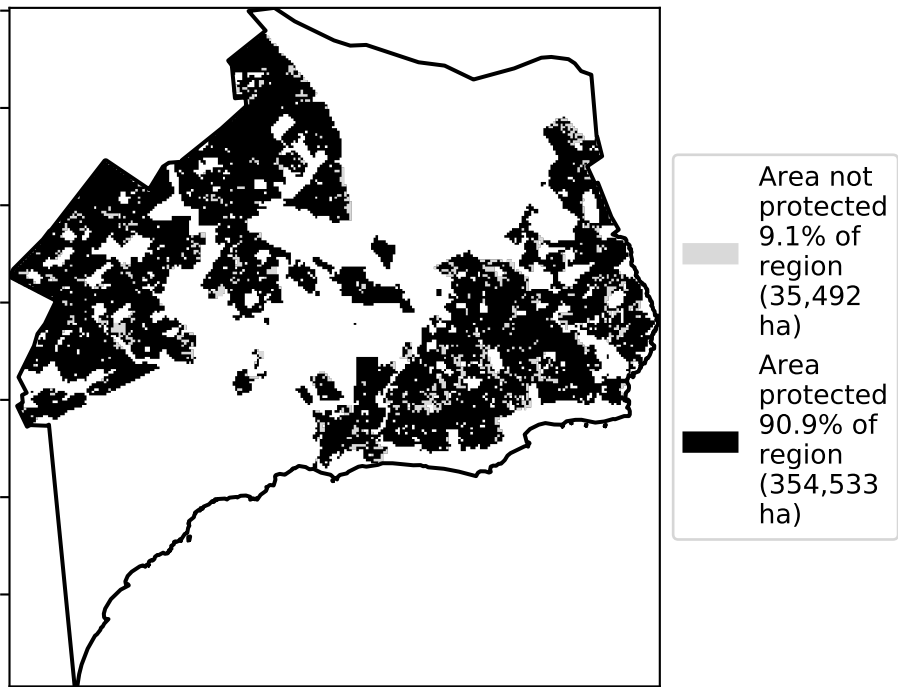 Area not
protected
9.1% of
region
(35,492
ha)
Area
protected
90.9% of
region
(354,533
ha)